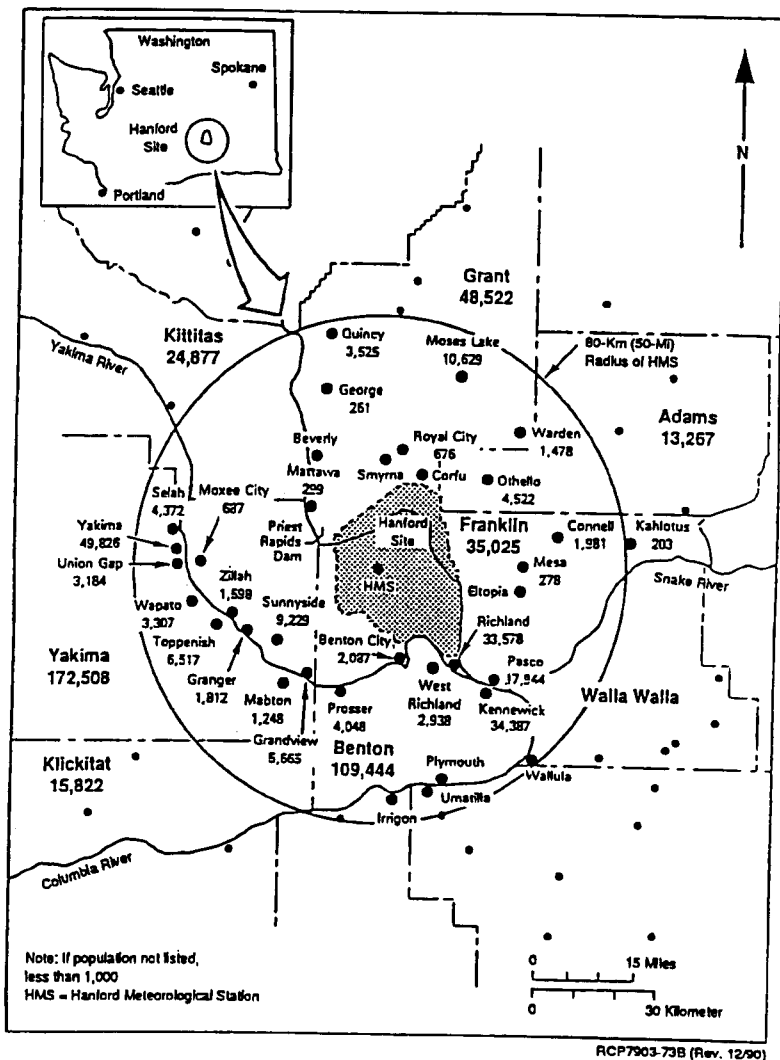 Washington
Spokane
Seattle
Hanford
Site
Portland
N
Grant
48,522
Kittitas
24,877
Yakima River
Quincy
3,525
Moses Lake
10,629
80-Km (50-Mi)
Radius of HMS
George
261
Adams
13,267
Beverly
Royal City
676
Warden
1,478
Mattawa
299
Smyrna
Corfu
Othello
4,522
Selah
4,372
Moxee City
687
Priest
Rapids
Dam
Hanford
Site
Franklin
35,025
Connell
1,981
Kahlotus
203
Yakima
49,826
Union Gap
3,184
HMS
Mesa
278
Snake River
Zillah
1,599
Eltopia
Wapato
3,307
Sunnyside
9,229
Richland
33,578
Toppenish
6,517
Benton City
2,087
Yakima
172,508
Granger
1,812
Pasco
17,944
Mabton
1,248
Prosser
4,048
West
Richland
2,938
Kennewick
34,387
Walla Walla
Grandview
5,665
Benton
109,444
Klickitat
15,822
Plymouth
Wallula
Umatilla
Irrigon
Columbia River
Note: If population not listed,
less than 1,000
HMS = Hanford Meteorological Station
0 15 Miles
0 30 Kilometer
RCP7903-73B (Rev. 12/90)